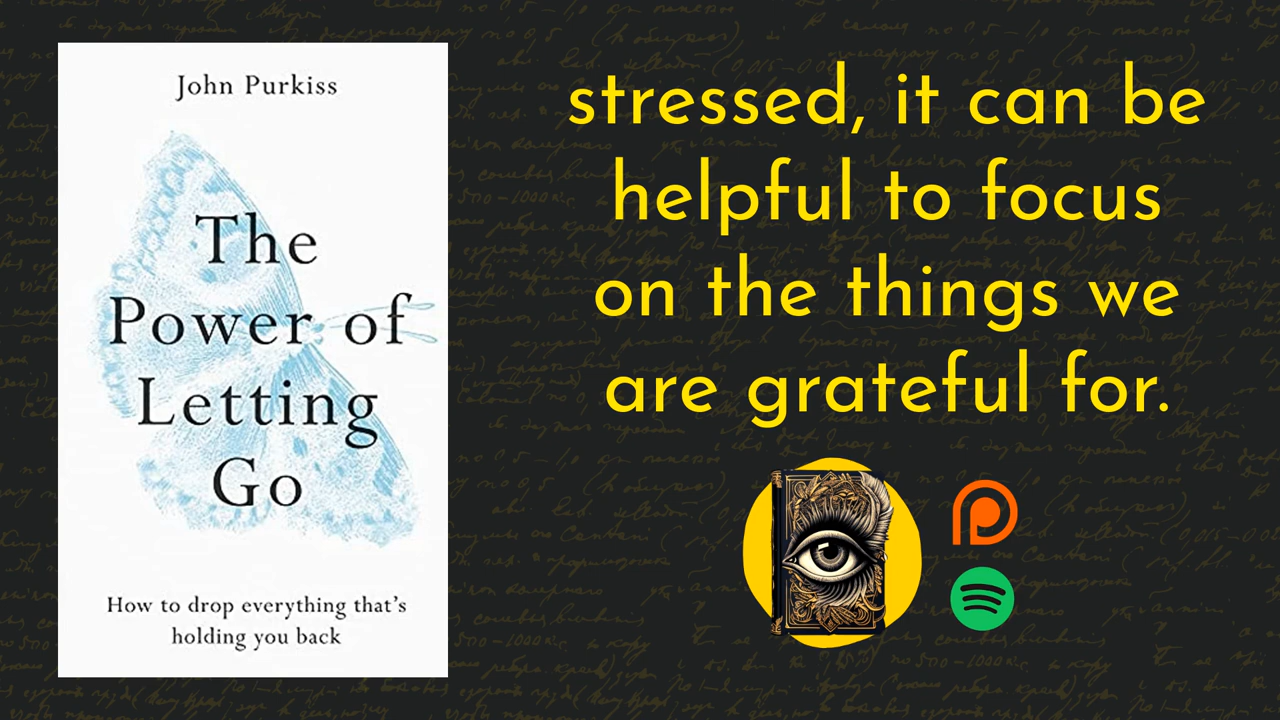 John Purkiss
The
Power of
Letting
Go
How to drop everything that's
holding you back
stressed, it can be
helpful to focus
on the things we
are grateful for.